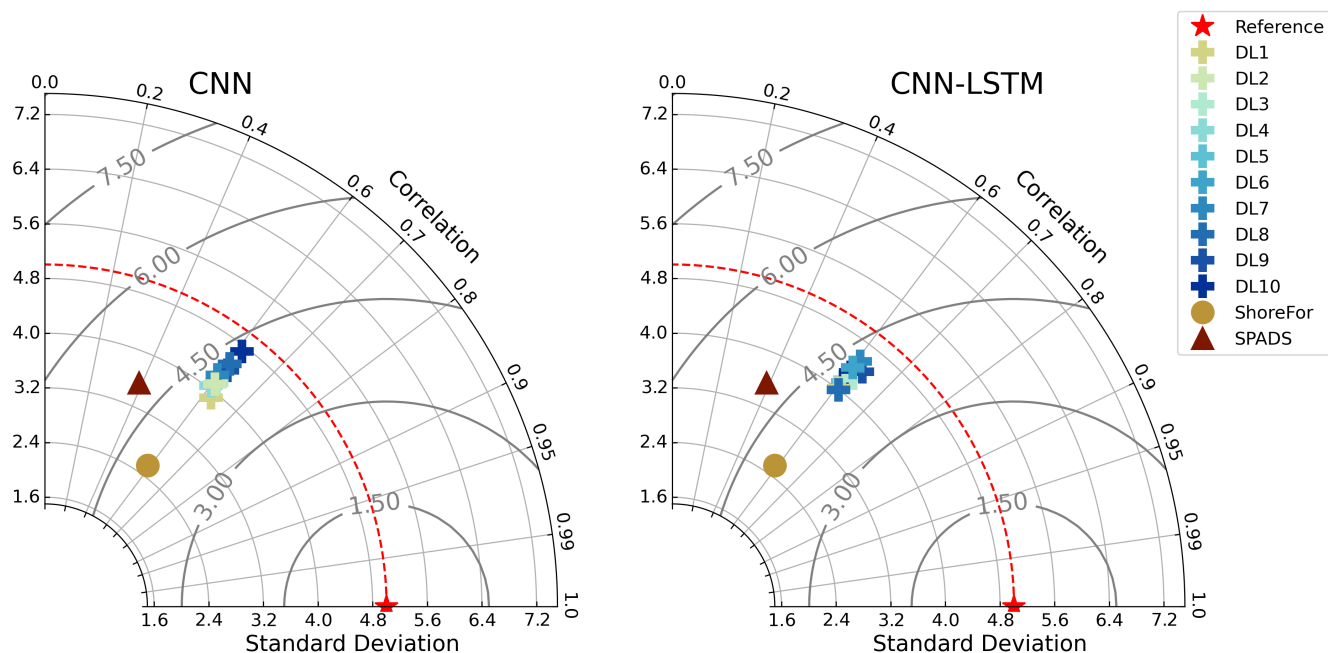 CNN
0.0
0.2
0.4
0.6
0.7
0.8
0.9
0.95
0.99
1.0
Correlation
7.2
6.4
5.6
4.8
4.0
3.2
2.4
1.6
7.50
6.00
4.50
3.00
1.50
1.6 2.4 3.2 4.0 4.8 5.6 6.4 7.2
Standard Deviation
CNN-LSTM
0.0
0.2
0.4
0.6
0.7
0.8
0.9
0.95
0.99
1.0
Correlation
7.2
6.4
5.6
4.8
4.0
3.2
2.4
1.6
7.50
6.00
4.50
3.00
1.50
1.6 2.4 3.2 4.0 4.8 5.6 6.4 7.2
Standard Deviation
Reference
DL1
DL2
DL3
DL4
DL5
DL6
DL7
DL8
DL9
DL10
ShoreFor
SPADS